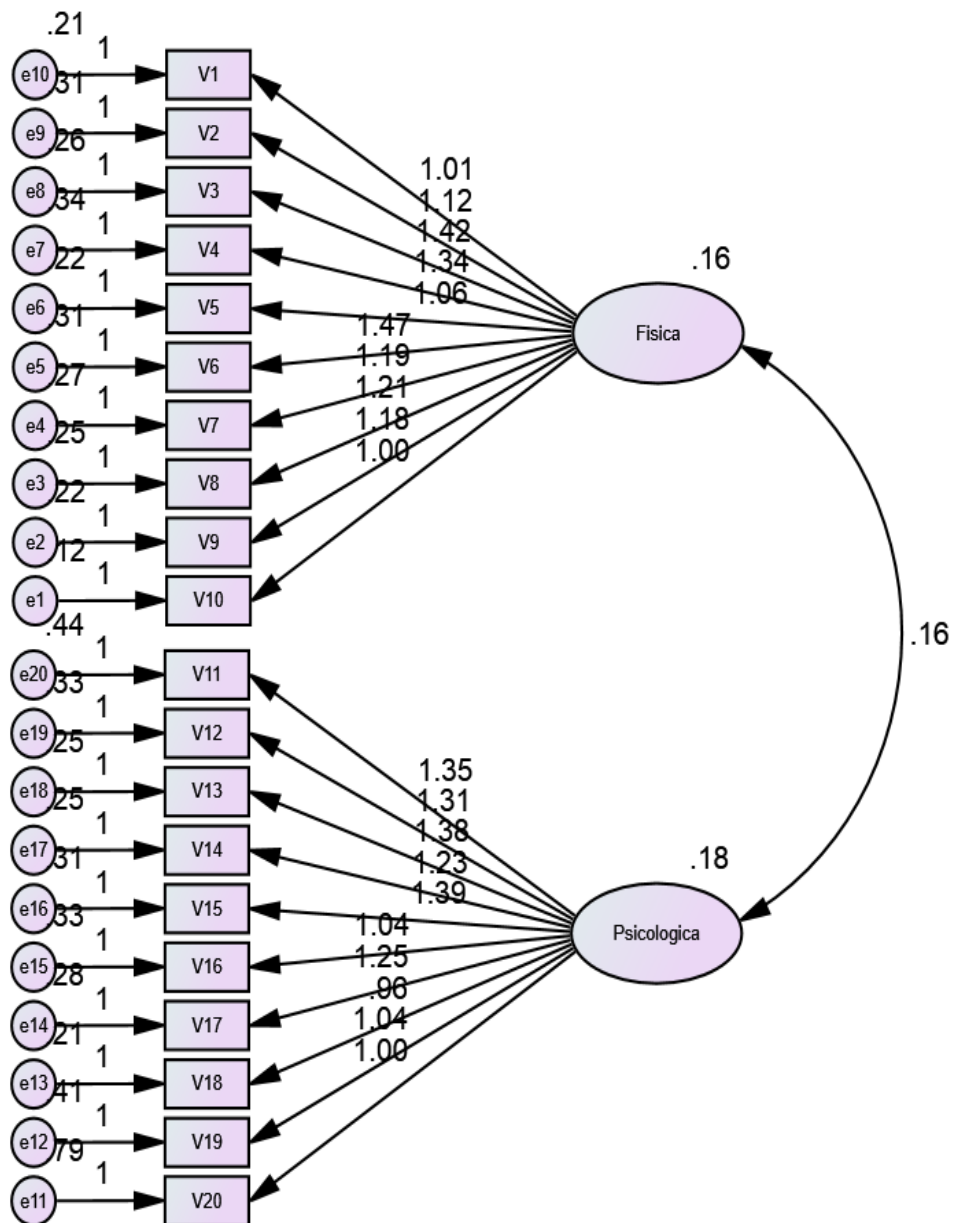 .21
1
e10
V1
.31
1
e9
V2
.26
1
e8
V3
.34
1
e7
V4
.22
1
e6
V5
.31
1
e5
V6
.27
1
e4
V7
.25
1
e3
V8
.22
1
e2
V9
.12
1
e1
V10
1.01
1.12
1.42
1.34
1.06
1.47
1.19
1.21
1.18
1.00
.16
Fisica
.16
.44
1
e20
V11
.33
1
e19
V12
.25
1
e18
V13
.25
1
e17
V14
.31
1
e16
V15
.33
1
e15
V16
.28
1
e14
V17
.21
1
e13
V18
.41
1
e12
V19
.79
1
e11
V20
1.35
1.31
1.38
1.23
1.39
1.04
1.25
.96
1.04
1.00
.18
Psicologica